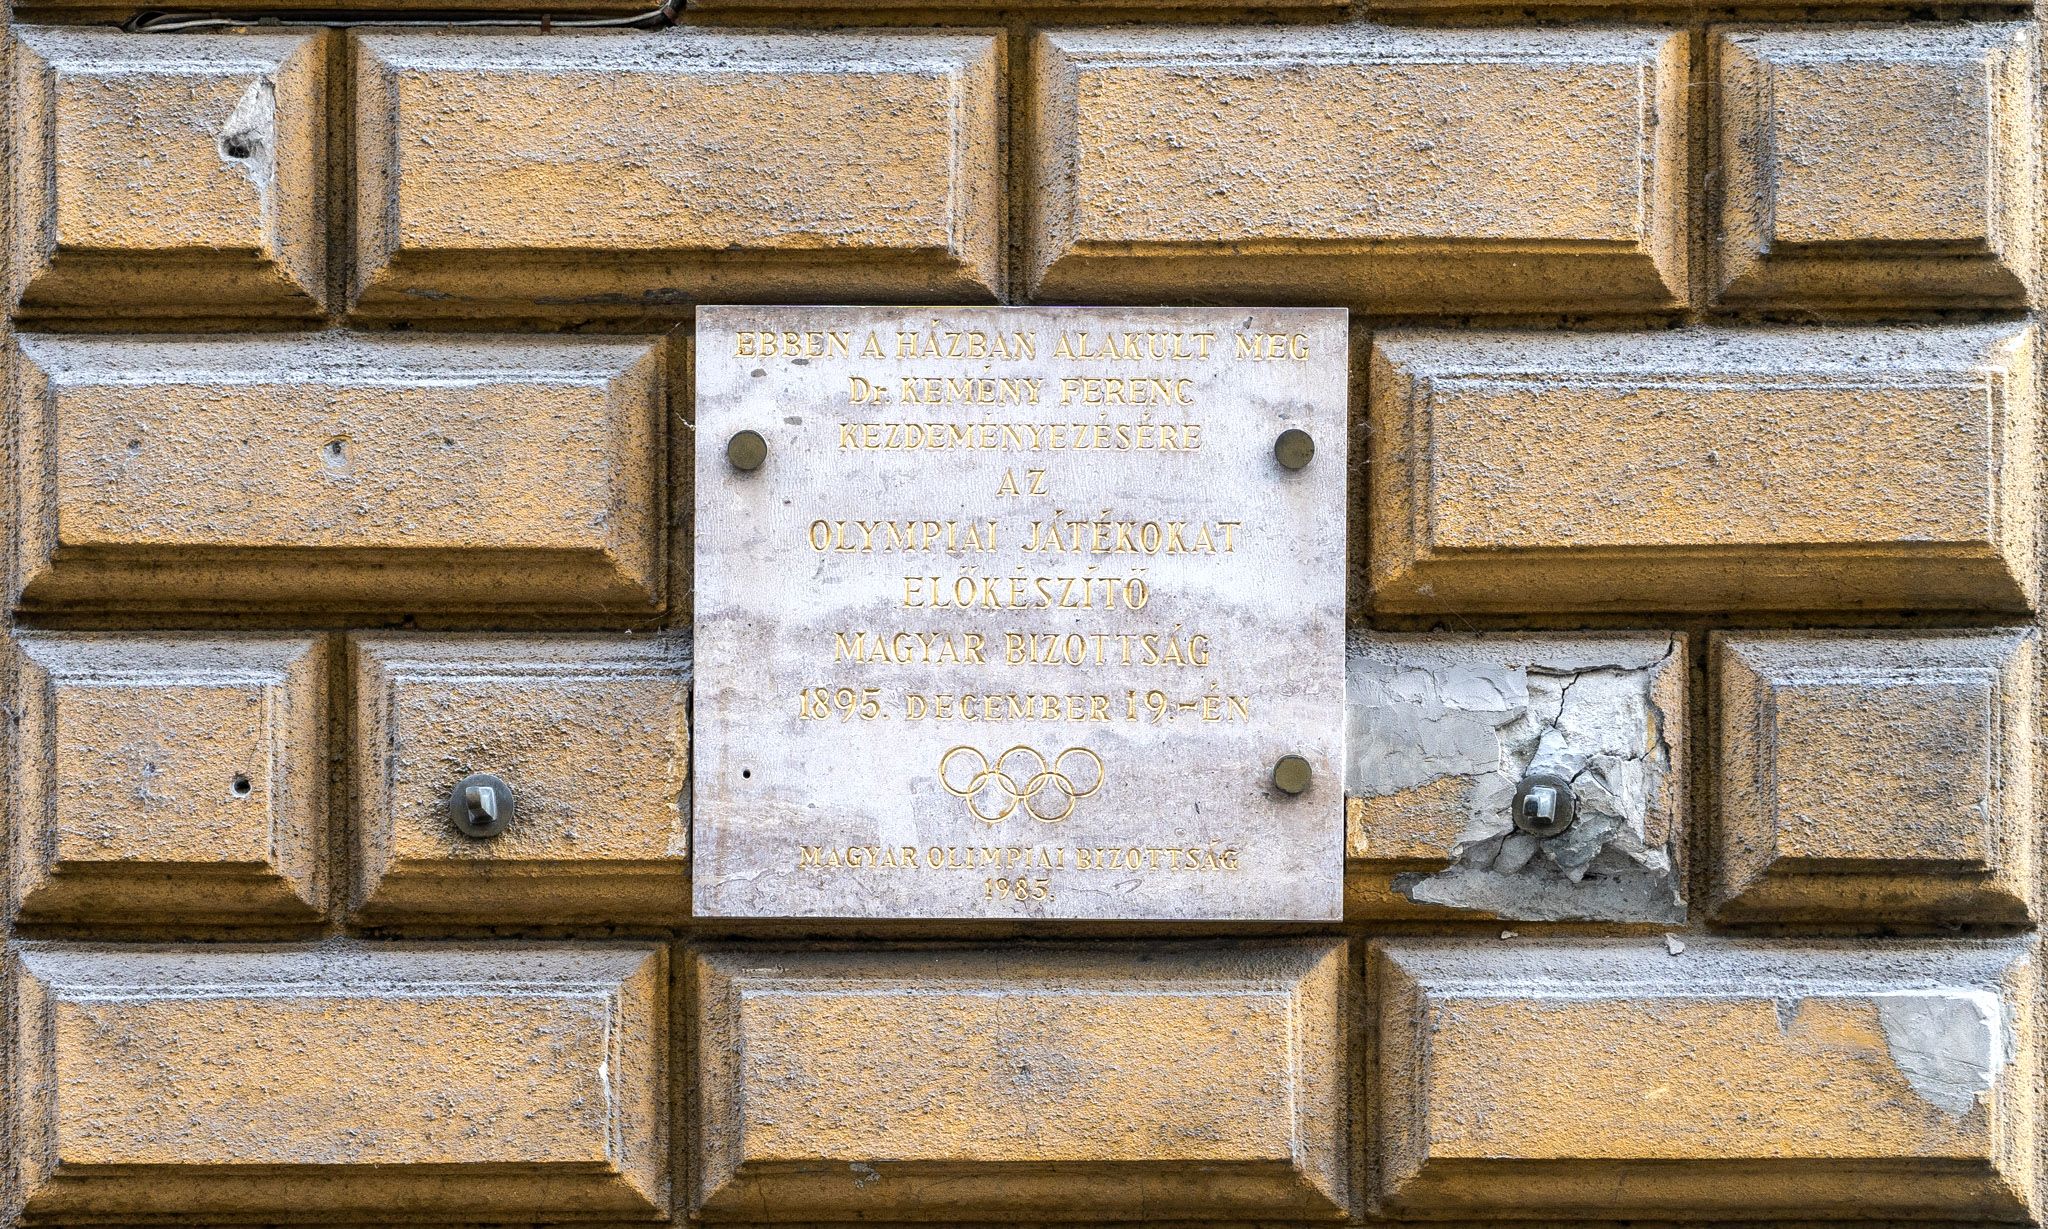 EBBEN A HÁZBAN ALAKULT MEG
Dr. KEMÉNY FERENC
KEZDEMÉNYEZÉSÉRE
AZ
OLYMPIAI JÁTÉKOKAT
ELŐKÉSZÍTŐ
MAGYAR BIZOTTSÁG
1895. DECEMBER 19.-ÉN
MAGYAR OLIMPIAI BIZOTTSÁG
1985.